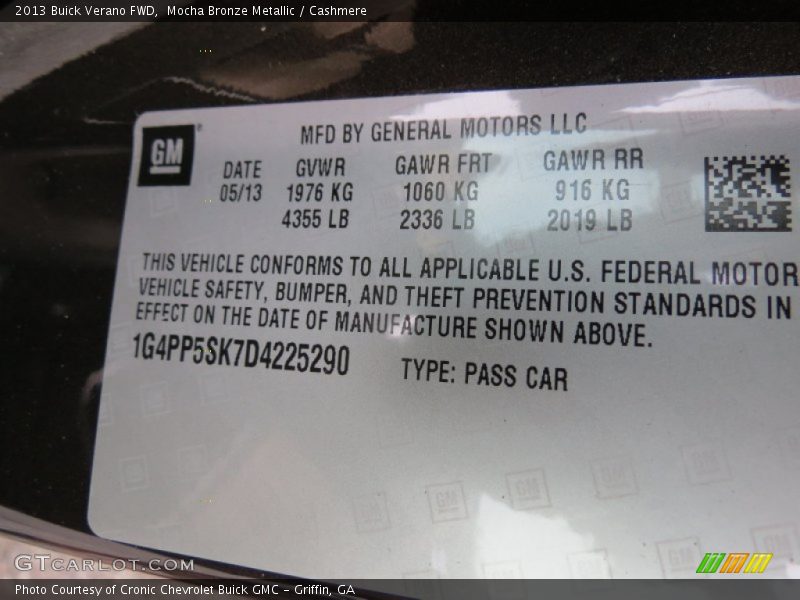 2013 Buick Verano FWD,  Mocha Bronze Metallic / Cashmere
GM®
MFD BY GENERAL MOTORS LLC
DATE GVWR GAWR FRT GAWR RR
05/13 1976 KG 1060 KG 916 KG
4355 LB 2336 LB 2019 LB
THIS VEHICLE CONFORMS TO ALL APPLICABLE U.S. FEDERAL MOTOR
VEHICLE SAFETY, BUMPER, AND THEFT PREVENTION STANDARDS IN
EFFECT ON THE DATE OF MANUFACTURE SHOWN ABOVE.
1G4PP5SK7D4225290 TYPE: PASS CAR
GTCARLOT.COM
Photo Courtesy of Cronic Chevrolet Buick GMC – Griffin, GA